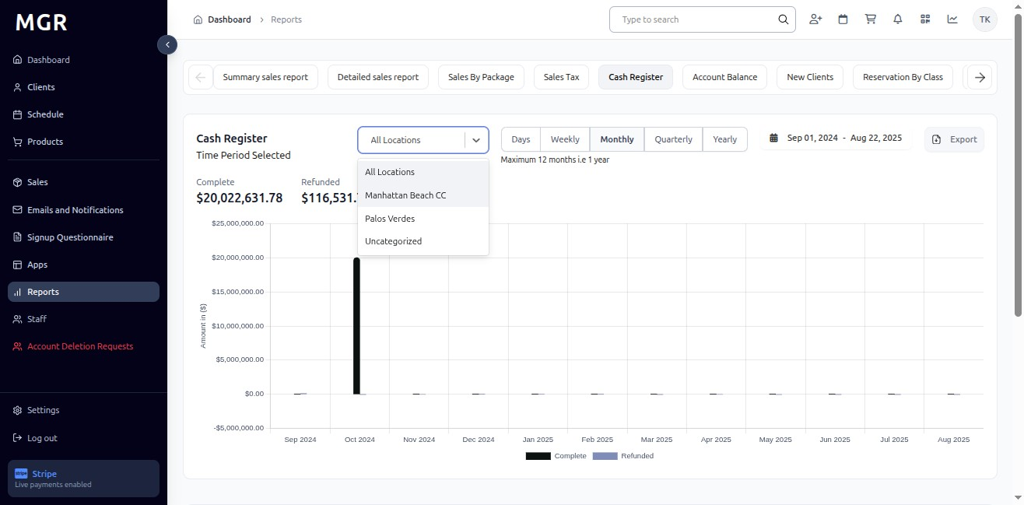 MGR
Dashboard
Clients
Schedule
Products
Sales
Emails and Notifications
Signup Questionnaire
Apps
Reports
Staff
Account Deletion Requests
Settings
Log out
Stripe
Live payments enabled
Dashboard > Reports
Type to search
TK
Summary sales report
Detailed sales report
Sales By Package
Sales Tax
Cash Register
Account Balance
New Clients
Reservation By Class
Cash Register
Time Period Selected
All Locations
All Locations
Manhattan Beach CC
Palos Verdes
Uncategorized
Days
Weekly
Monthly
Quarterly
Yearly
Maximum 12 months i.e 1 year
Sep 01, 2024 - Aug 22, 2025
Export
Complete
$20,022,631.78
Refunded
$116,531.
Amount in ($)
$25,000,000.00
$20,000,000.00
$15,000,000.00
$10,000,000.00
$5,000,000.00
$0.00
-$5,000,000.00
Sep 2024
Oct 2024
Nov 2024
Dec 2024
Jan 2025
Feb 2025
Mar 2025
Apr 2025
May 2025
Jun 2025
Jul 2025
Aug 2025
Complete
Refunded